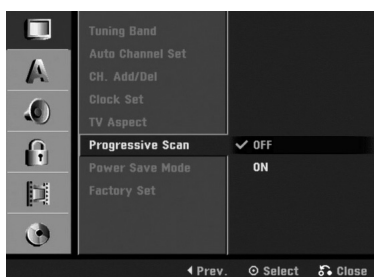 Tuning Band
Auto Channel Set
CH. Add/Del
Clock Set
TV Aspect
Progressive Scan ✓ OFF
Power Save Mode ON
Factory Set
A
Prev. Select Close